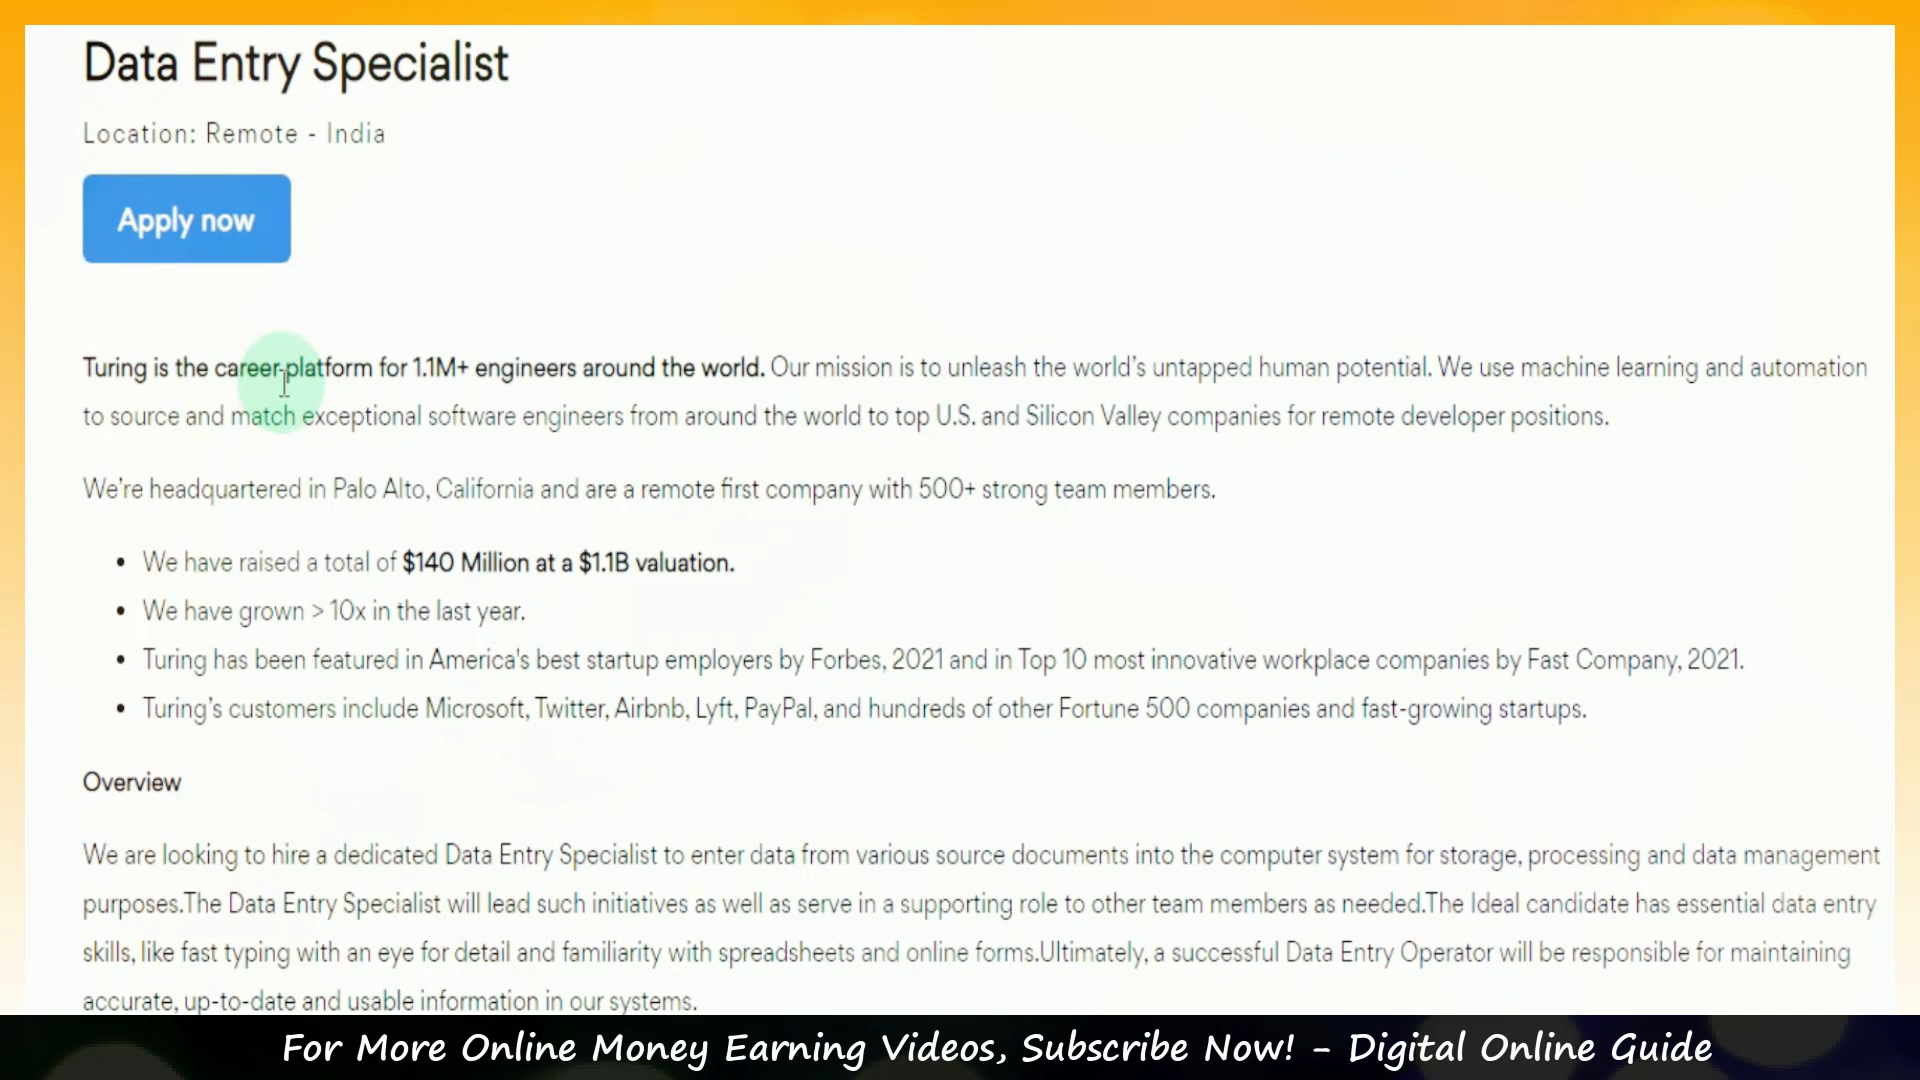 Data Entry Specialist
Location: Remote - India
Apply now
Turing is the career platform for 1.1M+ engineers around the world. Our mission is to unleash the world's untapped human potential. We use machine learning and automation
to source and match exceptional software engineers from around the world to top U.S. and Silicon Valley companies for remote developer positions.
We're headquartered in Palo Alto, California and are a remote first company with 500+ strong team members.
• We have raised a total of $140 Million at a $1.1B valuation.
• We have grown > 10x in the last year.
• Turing has been featured in America's best startup employers by Forbes, 2021 and in Top 10 most innovative workplace companies by Fast Company, 2021.
• Turing's customers include Microsoft, Twitter, Airbnb, Lyft, PayPal, and hundreds of other Fortune 500 companies and fast-growing startups.
Overview
We are looking to hire a dedicated Data Entry Specialist to enter data from various source documents into the computer system for storage, processing and data management
purposes.The Data Entry Specialist will lead such initiatives as well as serve in a supporting role to other team members as needed.The Ideal candidate has essential data entry
skills, like fast typing with an eye for detail and familiarity with spreadsheets and online forms.Ultimately, a successful Data Entry Operator will be responsible for maintaining
accurate, up-to-date and usable information in our systems.
For More Online Money Earning Videos, Subscribe Now! - Digital Online Guide